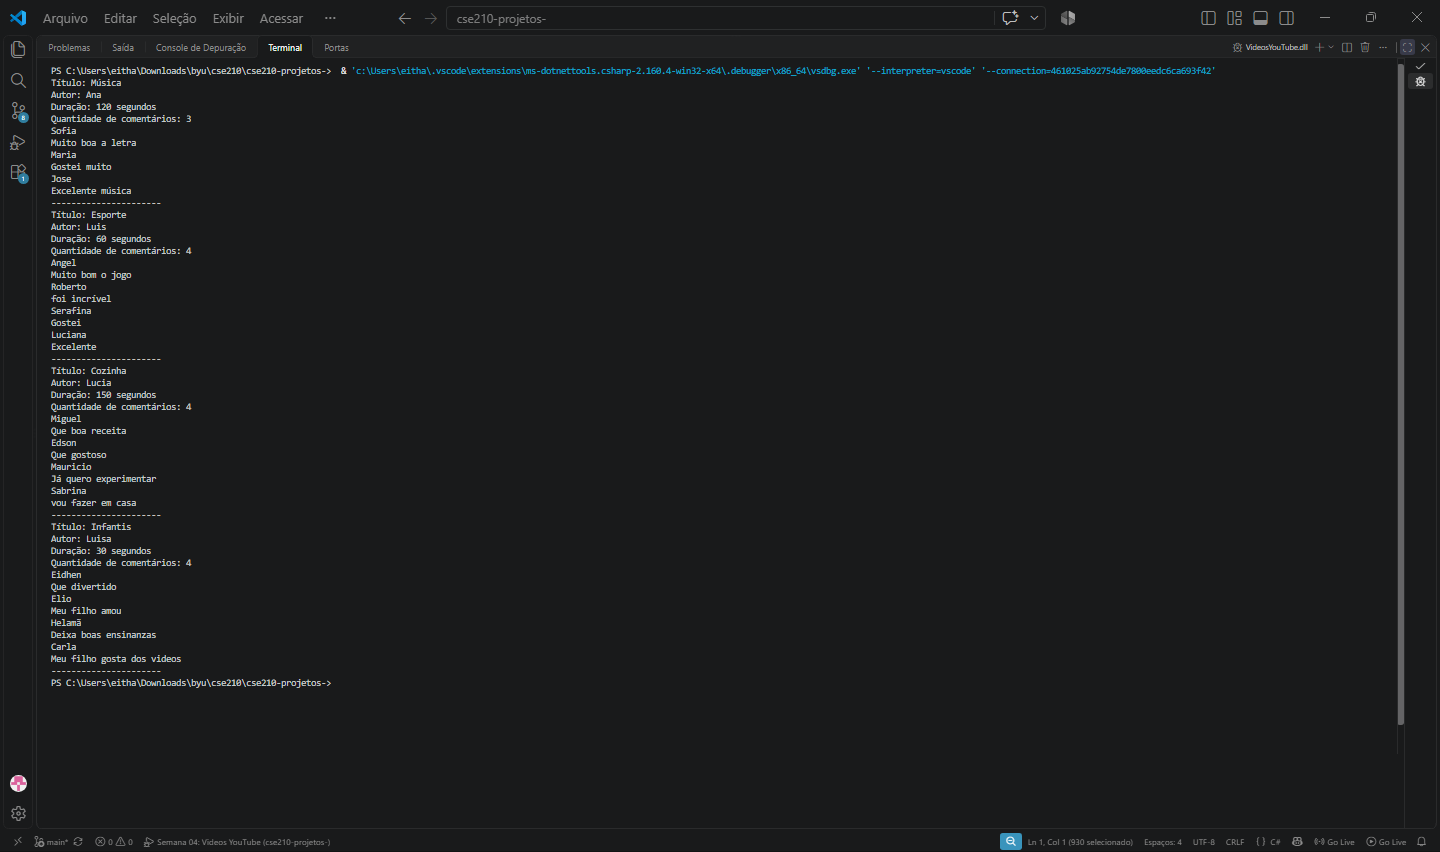 Arquivo Editar Seleção Exibir Acessar ···
cse210-projetos-
Problemas Saída Console de Depuração Terminal Portas
VideosYouTube.dll
PS C:\Users\eitha\Downloads\byu\cse210\cse210-projetos-> & 'c:\Users\eitha\.vscode\extensions\ms-dotnettools.csharp-2.160.4-win32-x64\.debugger\x86_64\vsdbg.exe' '--interpreter=vscode' '--connection=461025ab92754de7800eedc6ca693f42'
Título: Música
Autor: Ana
Duração: 120 segundos
Quantidade de comentários: 3
Sofia
Muito boa a letra
Maria
Gostei muito
Jose
Excelente música
----------------------
Título: Esporte
Autor: Luis
Duração: 60 segundos
Quantidade de comentários: 4
Angel
Muito bom o jogo
Roberto
foi incrível
Serafina
Gostei
Luciana
Excelente
----------------------
Título: Cozinha
Autor: Lucia
Duração: 150 segundos
Quantidade de comentários: 4
Miguel
Que boa receita
Edson
Que gostoso
Mauricio
Já quero experimentar
Sabrina
vou fazer em casa
----------------------
Título: Infantis
Autor: Luisa
Duração: 30 segundos
Quantidade de comentários: 4
Eidhen
Que divertido
Elio
Meu filho amou
Helamã
Deixa boas ensinanzas
Carla
Meu filho gosta dos videos
----------------------
PS C:\Users\eitha\Downloads\byu\cse210\cse210-projetos->
8
1
main* 0 0 Semana 04: Videos YouTube (cse210-projetos-) Ln 1, Col 1 (930 selecionado) Espaços: 4 UTF-8 CRLF { } C# Go Live Go Live